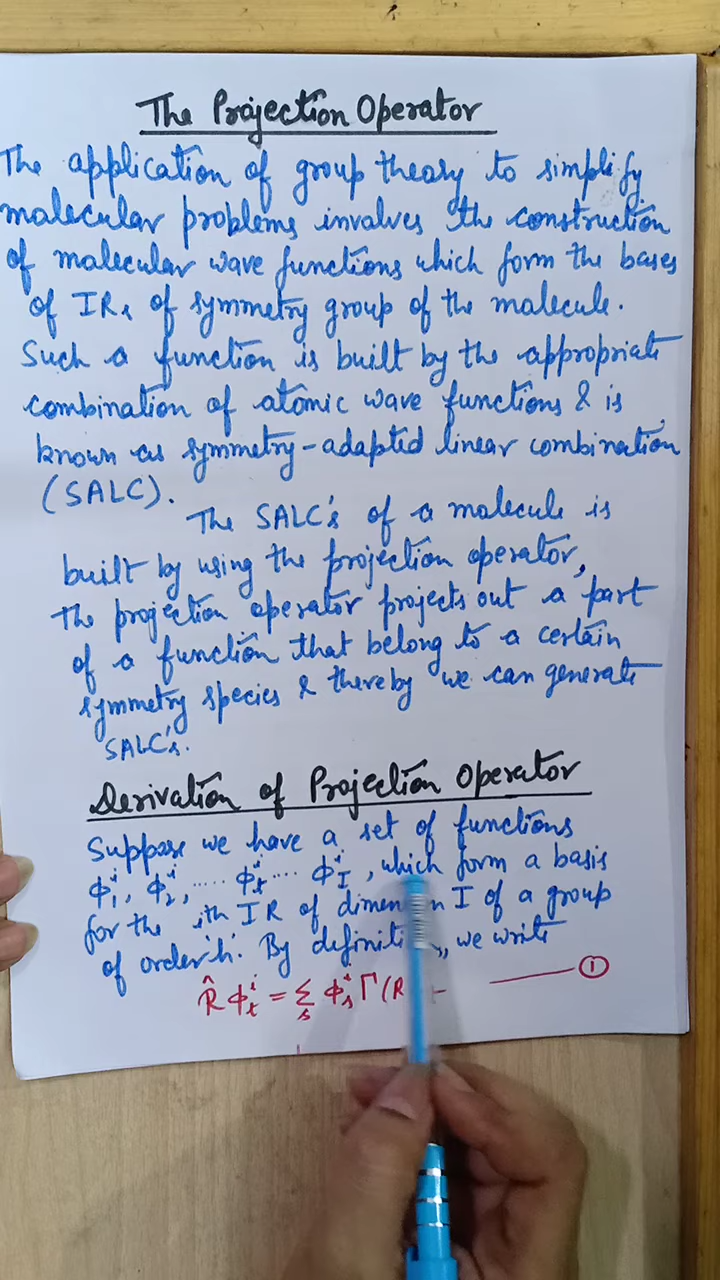 The Projection Operator
The application of group theory to simplify
molecular problems involves the construction
of molecular wave functions which form the bases
of IRs of symmetry group of the molecule.
Such a function is built by the appropriate
combination of atomic wave functions & is
known as symmetry-adapted linear combination
(SALC).
The SALC's of a molecule is
built by using the projection operator,
the projection operator projects out a part
of a function that belong to a certain
symmetry species & thereby we can generate
SALC's.
Derivation of Projection Operator
Suppose we have a set of functions
ϕ₁ⁱ, ϕ₂ⁱ, ..... ϕₜⁱ .... ϕ_Iⁱ, which form a basis
for the ith IR of dimen n I of a group
of order 'h'. By definiti , we write
R̂ ϕₜⁱ = Σₛ ϕₛⁱ Γ(R ——— ①